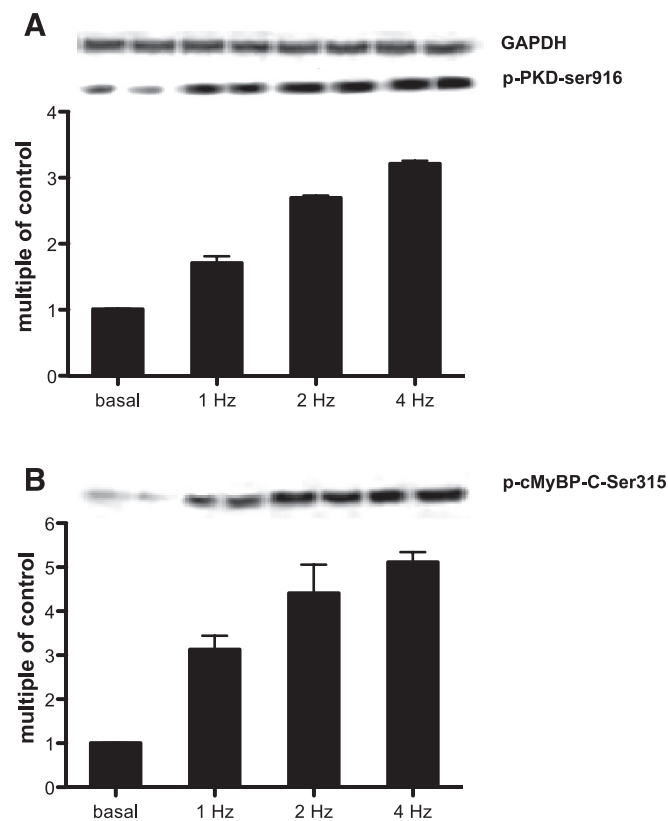 A
GAPDH
p-PKD-ser916
4
3
2
1
0
multiple of control
basal 1 Hz 2 Hz 4 Hz
B
p-cMyBP-C-Ser315
6
5
4
3
2
1
0
multiple of control
basal 1 Hz 2 Hz 4 Hz